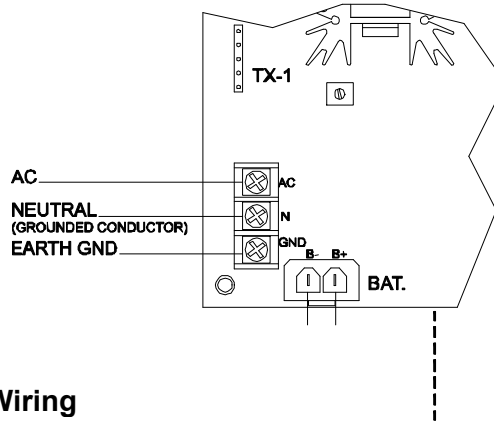 TX-1
AC
AC
NEUTRAL
(GROUNDED CONDUCTOR)
N
EARTH GND
GND
B- B+
BAT.
Wiring